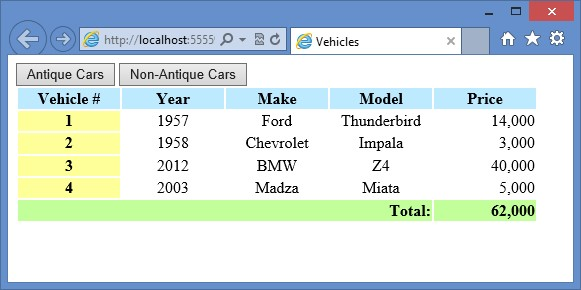 http://localhost:5555
Vehicles
Antique Cars Non-Antique Cars
Vehicle # Year Make Model Price
1 1957 Ford Thunderbird 14,000
2 1958 Chevrolet Impala 3,000
3 2012 BMW Z4 40,000
4 2003 Madza Miata 5,000
Total: 62,000